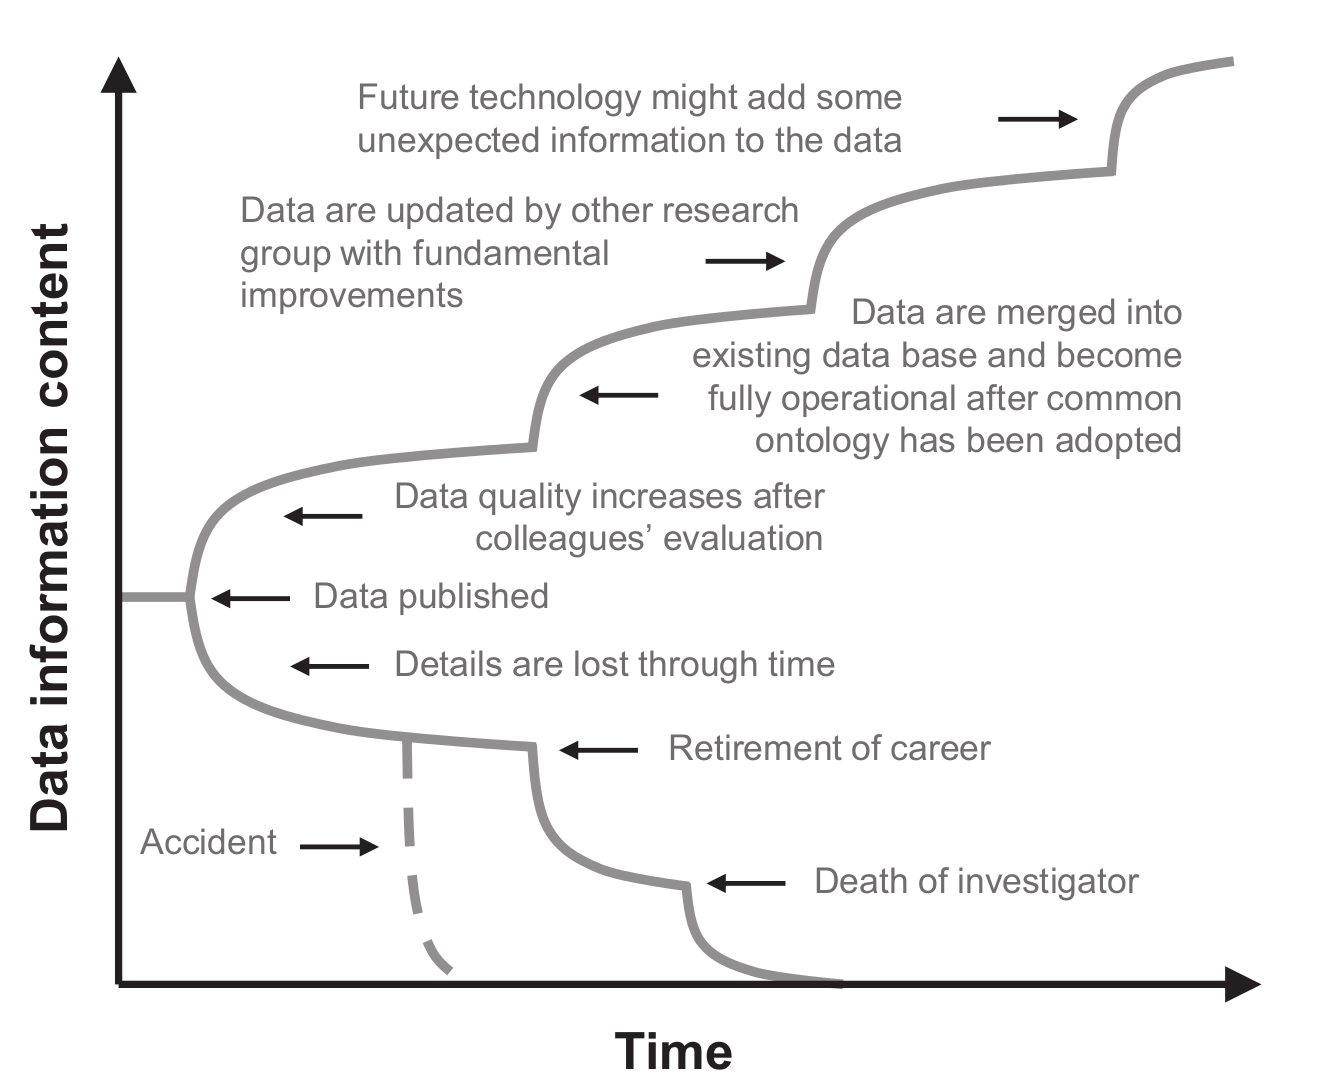 Future technology might add some
unexpected information to the data
Data are updated by other research
group with fundamental
improvements
Data are merged into
existing data base and become
fully operational after common
ontology has been adopted
Data quality increases after
colleagues’ evaluation
Data published
Details are lost through time
Retirement of career
Accident
Death of investigator
Data information content
Time